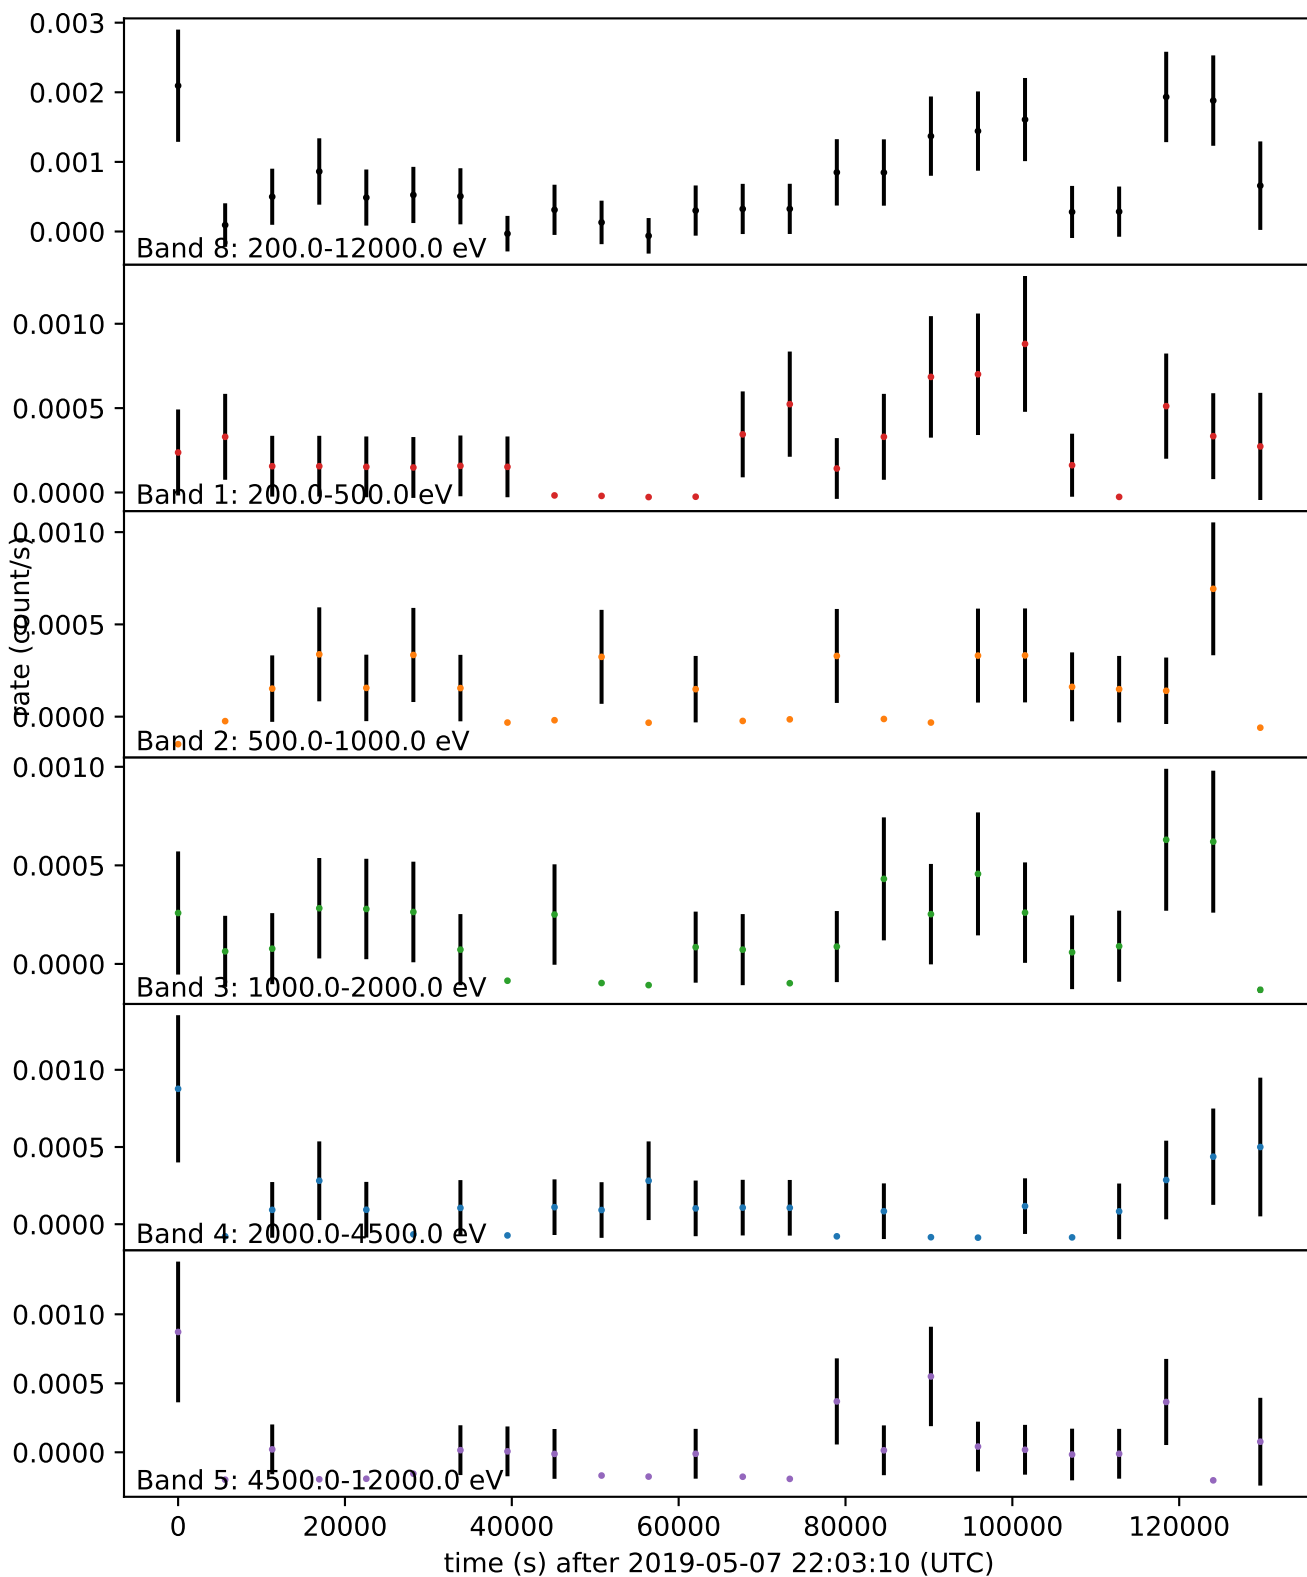 0.003
0.002
0.001
0.000
Band 8: 200.0-12000.0 eV
0.0010
0.0005
0.0000
Band 1: 200.0-500.0 eV
rate (count/s)
0.0010
0.0005
0.0000
Band 2: 500.0-1000.0 eV
0.0010
0.0005
0.0000
Band 3: 1000.0-2000.0 eV
0.0010
0.0005
0.0000
Band 4: 2000.0-4500.0 eV
0.0010
0.0005
0.0000
Band 5: 4500.0-12000.0 eV
0 20000 40000 60000 80000 100000 120000
time (s) after 2019-05-07 22:03:10 (UTC)